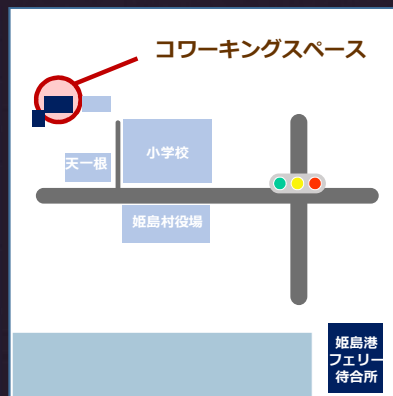 コワーキングスペース
小学校
天一根
姫島村役場
姫島港
フェリー
待合所